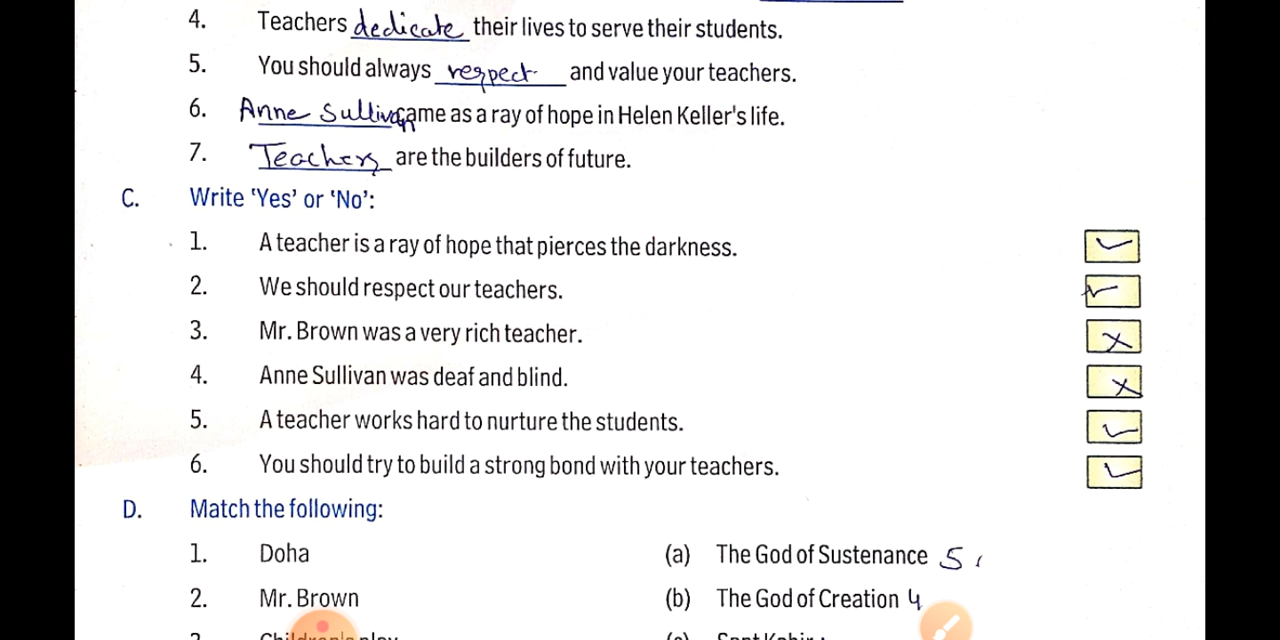 4. Teachers dedicate their lives to serve their students.
5. You should always respect and value your teachers.
6. Anne Sullivan came as a ray of hope in Helen Keller's life.
7. Teachers are the builders of future.
C. Write 'Yes' or 'No':
1. A teacher is a ray of hope that pierces the darkness. ✓
2. We should respect our teachers. ✓
3. Mr. Brown was a very rich teacher. ✗
4. Anne Sullivan was deaf and blind. ✗
5. A teacher works hard to nurture the students. ✓
6. You should try to build a strong bond with your teachers. ✓
D. Match the following:
1. Doha (a) The God of Sustenance 5
2. Mr. Brown (b) The God of Creation 4